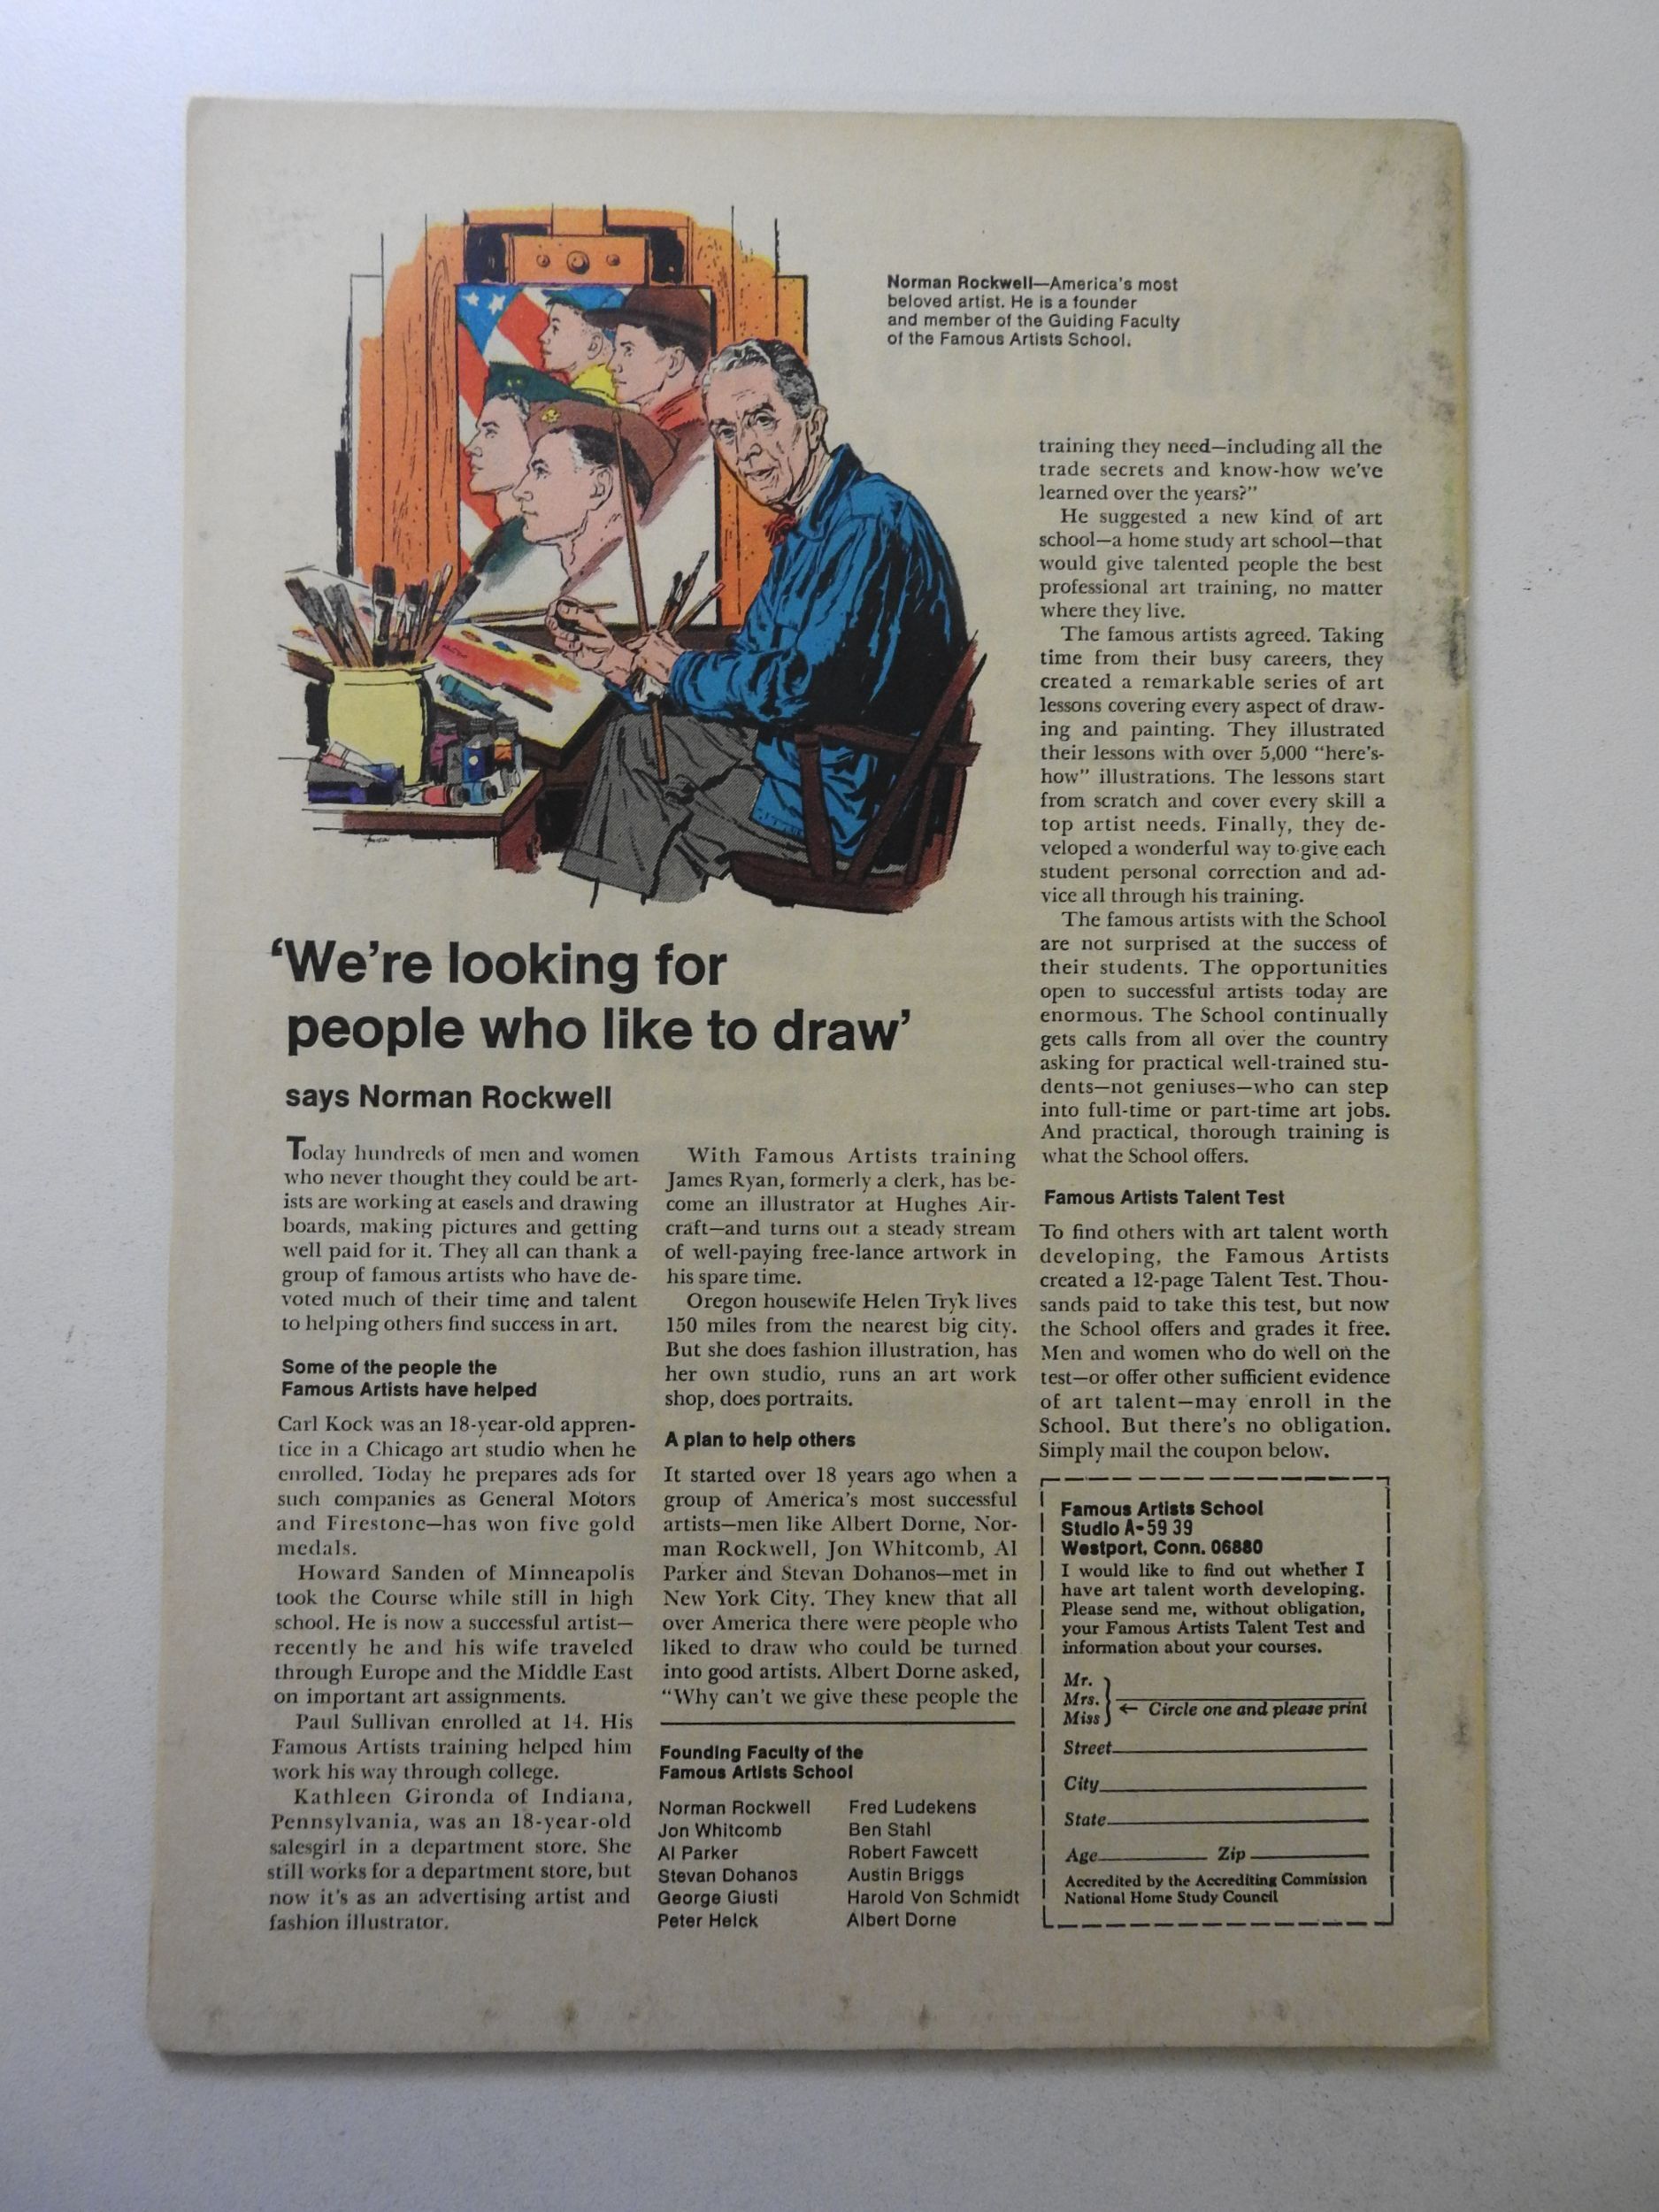 Norman Rockwell—America's most
beloved artist. He is a founder
and member of the Guiding Faculty
of the Famous Artists School.
'We're looking for
people who like to draw'
says Norman Rockwell
Today hundreds of men and women
who never thought they could be art-
ists are working at easels and drawing
boards, making pictures and getting
well paid for it. They all can thank a
group of famous artists who have de-
voted much of their time and talent
to helping others find success in art.
Some of the people the
Famous Artists have helped
Carl Kock was an 18-year-old appren-
tice in a Chicago art studio when he
enrolled. Today he prepares ads for
such companies as General Motors
and Firestone—has won five gold
medals.
Howard Sanden of Minneapolis
took the Course while still in high
school. He is now a successful artist—
recently he and his wife traveled
through Europe and the Middle East
on important art assignments.
Paul Sullivan enrolled at 14. His
Famous Artists training helped him
work his way through college.
Kathleen Gironda of Indiana,
Pennsylvania, was an 18-year-old
salesgirl in a department store. She
still works for a department store, but
now it's as an advertising artist and
fashion illustrator.
With Famous Artists training
James Ryan, formerly a clerk, has be-
come an illustrator at Hughes Air-
craft—and turns out a steady stream
of well-paying free-lance artwork in
his spare time.
Oregon housewife Helen Tryk lives
150 miles from the nearest big city.
But she does fashion illustration, has
her own studio, runs an art work
shop, does portraits.
A plan to help others
It started over 18 years ago when a
group of America's most successful
artists—men like Albert Dorne, Nor-
man Rockwell, Jon Whitcomb, Al
Parker and Stevan Dohanos—met in
New York City. They knew that all
over America there were people who
liked to draw who could be turned
into good artists. Albert Dorne asked,
"Why can't we give these people the
training they need—including all the
trade secrets and know-how we've
learned over the years?"
He suggested a new kind of art
school—a home study art school—that
would give talented people the best
professional art training, no matter
where they live.
The famous artists agreed. Taking
time from their busy careers, they
created a remarkable series of art
lessons covering every aspect of draw-
ing and painting. They illustrated
their lessons with over 5,000 "here's-
how" illustrations. The lessons start
from scratch and cover every skill a
top artist needs. Finally, they de-
veloped a wonderful way to give each
student personal correction and ad-
vice all through his training.
The famous artists with the School
are not surprised at the success of
their students. The opportunities
open to successful artists today are
enormous. The School continually
gets calls from all over the country
asking for practical well-trained stu-
dents—not geniuses—who can step
into full-time or part-time art jobs.
And practical, thorough training is
what the School offers.
Famous Artists Talent Test
To find others with art talent worth
developing, the Famous Artists
created a 12-page Talent Test. Thou-
sands paid to take this test, but now
the School offers and grades it free.
Men and women who do well on the
test—or offer other sufficient evidence
of art talent—may enroll in the
School. But there's no obligation.
Simply mail the coupon below.
Founding Faculty of the
Famous Artists School
Norman Rockwell
Jon Whitcomb
Al Parker
Stevan Dohanos
George Giusti
Peter Helck
Fred Ludekens
Ben Stahl
Robert Fawcett
Austin Briggs
Harold Von Schmidt
Albert Dorne
Famous Artists School
Studio A-59 39
Westport, Conn. 06880
I would like to find out whether I
have art talent worth developing.
Please send me, without obligation,
your Famous Artists Talent Test and
information about your courses.
Mr.
Mrs.
Miss
← Circle one and please print
Street
City
State
Age Zip
Accredited by the Accrediting Commission
National Home Study Council